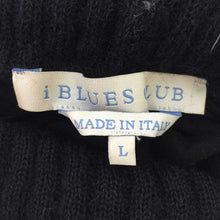 i BLUES CLUB
MADE IN ITALY
L